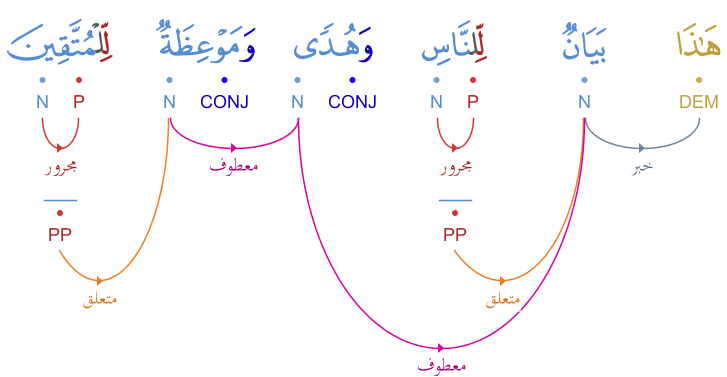 هَـٰذَا بَيَانٌ لِّلنَّاسِ وَهُدًى وَمَوْعِظَةٌ لِّلْمُتَّقِينَ
DEM N P N CONJ N CONJ N P N
خبر مجرور معطوف مجرور
PP PP
متعلق متعلق
معطوف